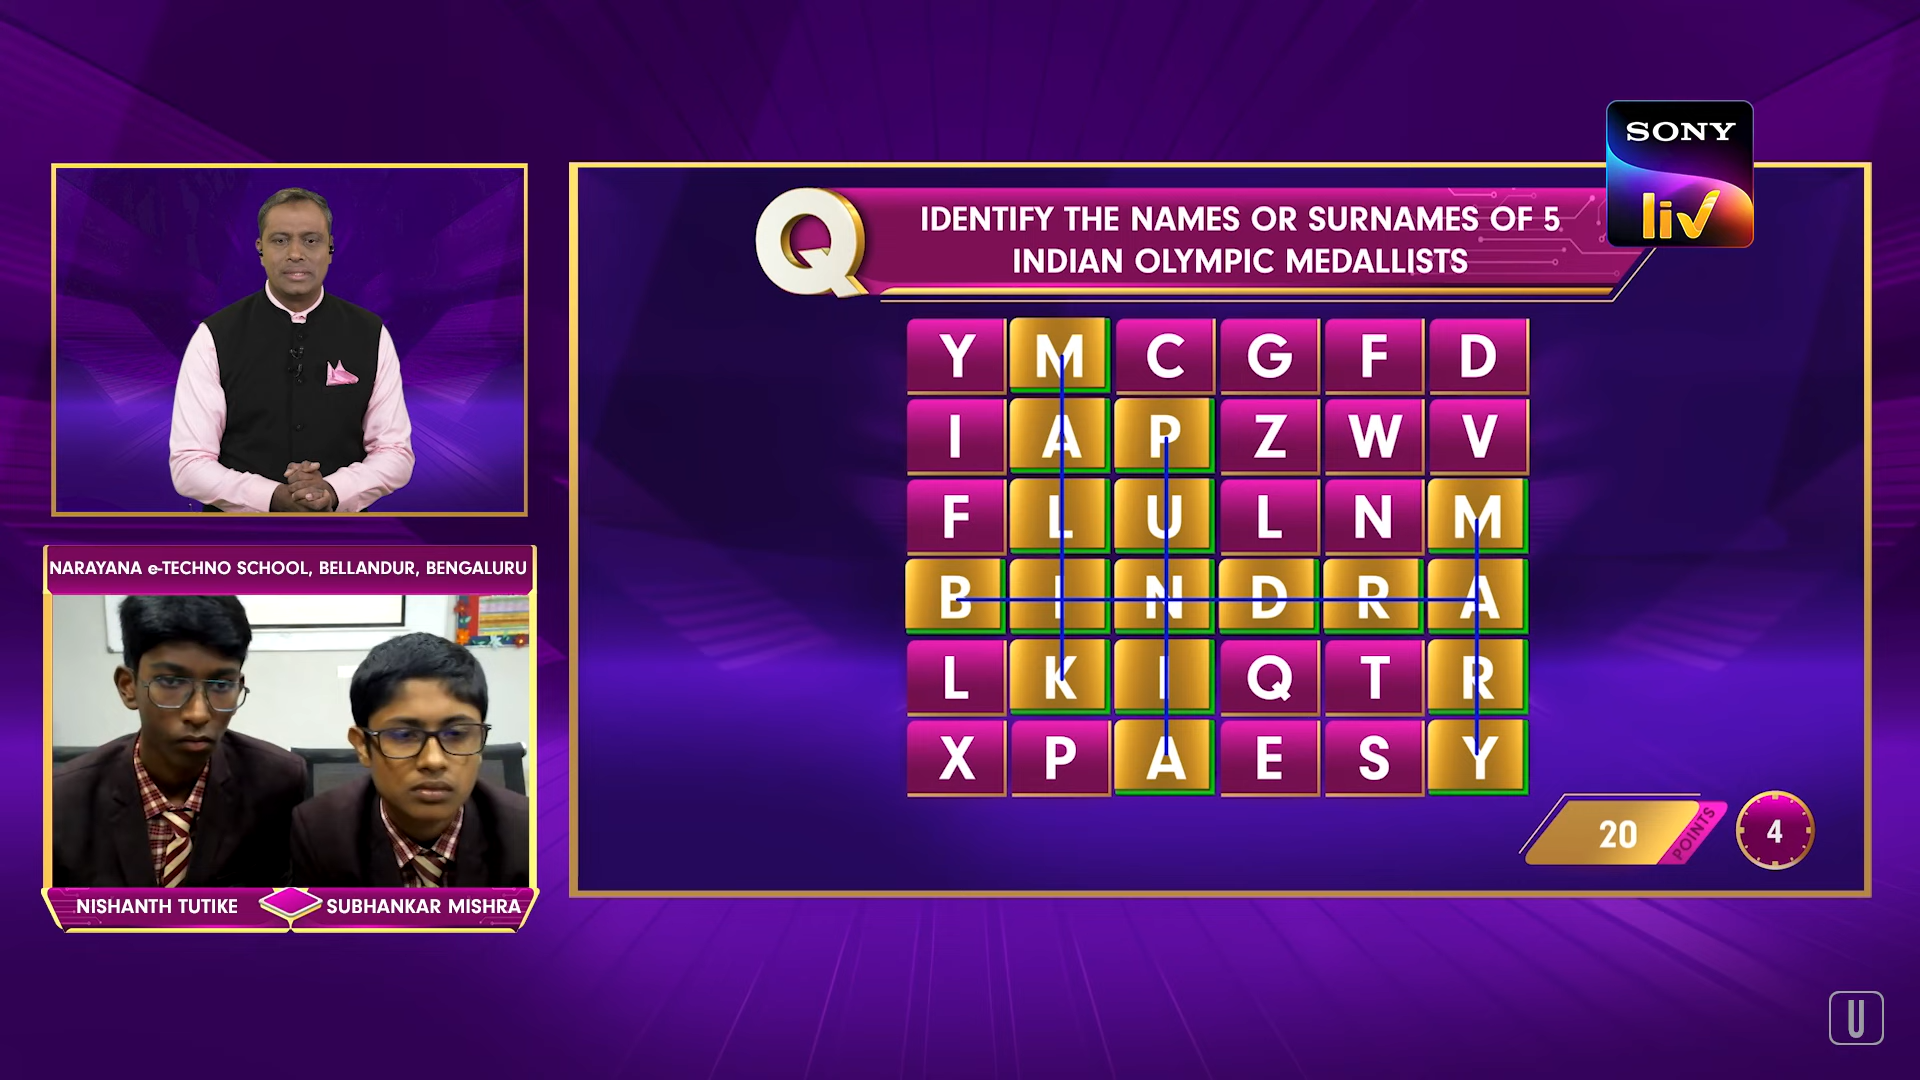 SONY
liv
Q
IDENTIFY THE NAMES OR SURNAMES OF 5
INDIAN OLYMPIC MEDALLISTS
Y M C G F D
I A P Z W V
F L U L N M
B I N D R A
L K I Q T R
X P A E S Y
20 POINTS 4
NARAYANA e-TECHNO SCHOOL, BELLANDUR, BENGALURU
NISHANTH TUTIKE SUBHANKAR MISHRA
U